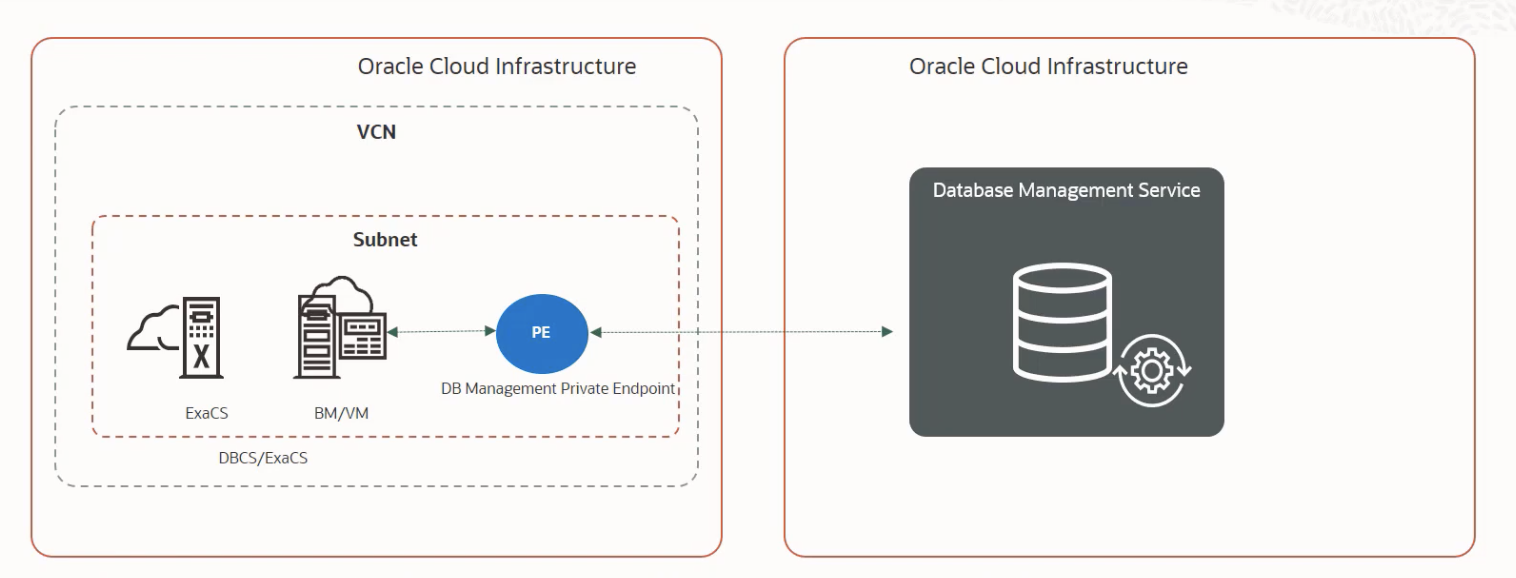 Oracle Cloud Infrastructure
VCN
Subnet
X
PE
DB Management Private Endpoint
ExaCS
BM/VM
DBCS/ExaCS
Oracle Cloud Infrastructure
Database Management Service